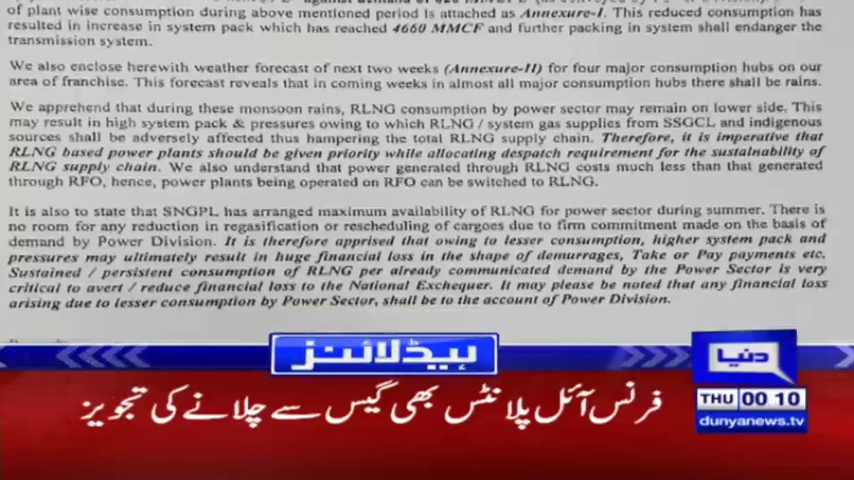 of plant wise consumption during above mentioned period is attached as Annexure-I. This reduced consumption has
resulted in increase in system pack which has reached 4660 MMCF and further packing in system shall endanger the
transmission system.
We also enclose herewith weather forecast of next two weeks (Annexure-II) for four major consumption hubs on our
area of franchise. This forecast reveals that in coming weeks in almost all major consumption hubs there shall be rains.
We apprehend that during these monsoon rains, RLNG consumption by power sector may remain on lower side. This
may result in high system pack & pressures owing to which RLNG / system gas supplies from SSGCL and indigenous
sources shall be adversely affected thus hampering the total RLNG supply chain. Therefore, it is imperative that
RLNG based power plants should be given priority while allocating despatch requirement for the sustainability of
RLNG supply chain. We also understand that power generated through RLNG costs much less than that generated
through RFO, hence, power plants being operated on RFO can be switched to RLNG.
It is also to state that SNGPL has arranged maximum availability of RLNG for power sector during summer. There is
no room for any reduction in regasification or rescheduling of cargoes due to firm commitment made on the basis of
demand by Power Division. It is therefore apprised that owing to lesser consumption, higher system pack and
pressures may ultimately result in huge financial loss in the shape of demurrages, Take or Pay payments etc.
Sustained / persistent consumption of RLNG per already communicated demand by the Power Sector is very
critical to avert / reduce financial loss to the National Exchequer. It may please be noted that any financial loss
arising due to lesser consumption by Power Sector, shall be to the account of Power Division.
ہیڈلائنز
دنیا
فرنس آئل پلانٹس بھی گیس سے چلانے کی تجویز
THU 00 10
dunyanews.tv